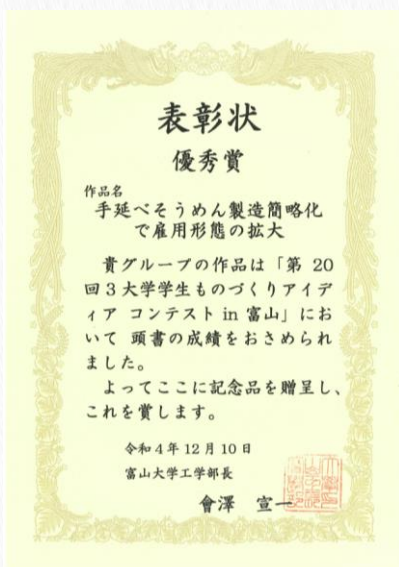 表彰状
優秀賞
作品名
手延べそうめん製造簡略化
で雇用形態の拡大
貴グループの作品は「第 20
回3大学学生ものづくりアイデ
ィア コンテスト in 富山」にお
いて 頭書の成績をおさめられ
ました。
よってここに記念品を贈呈し、
これを賞します。
令和4年12月10日
富山大学工学部長
會澤 宣一